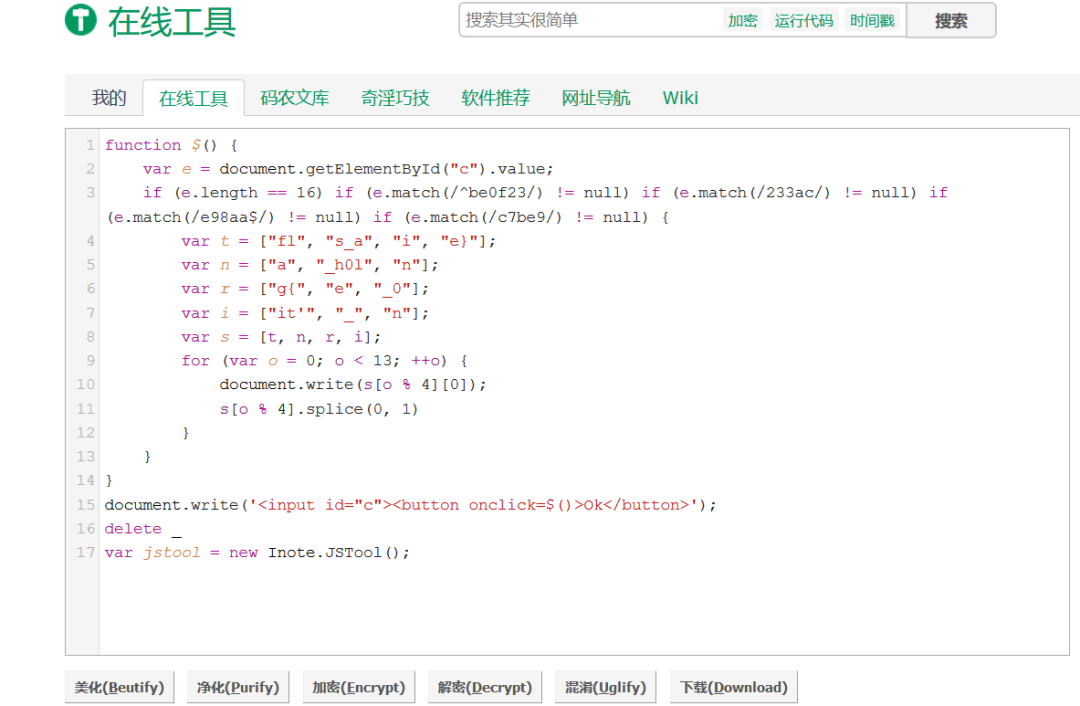 在线工具
搜索其实很简单 加密 运行代码 时间戳 搜索
我的 在线工具 码农文库 奇淫巧技 软件推荐 网址导航 Wiki
1 function $() {
2     var e = document.getElementById("c").value;
3     if (e.length == 16) if (e.match(/^be0f23/) != null) if (e.match(/233ac/) != null) if
(e.match(/e98aa$/) != null) if (e.match(/c7be9/) != null) {
4         var t = ["fl", "s_a", "i", "e}"];
5         var n = ["a", "_h0l", "n"];
6         var r = ["g{", "e", "_0"];
7         var i = ["it'", "_", "n"];
8         var s = [t, n, r, i];
9         for (var o = 0; o < 13; ++o) {
10             document.write(s[o % 4][0]);
11             s[o % 4].splice(0, 1)
12         }
13     }
14 }
15 document.write('<input id="c"><button onclick=$()>Ok</button>');
16 delete _
17 var jstool = new Inote.JSTool();
美化(Beutify) 净化(Purify) 加密(Encrypt) 解密(Decrypt) 混淆(Uglify) 下载(Download)